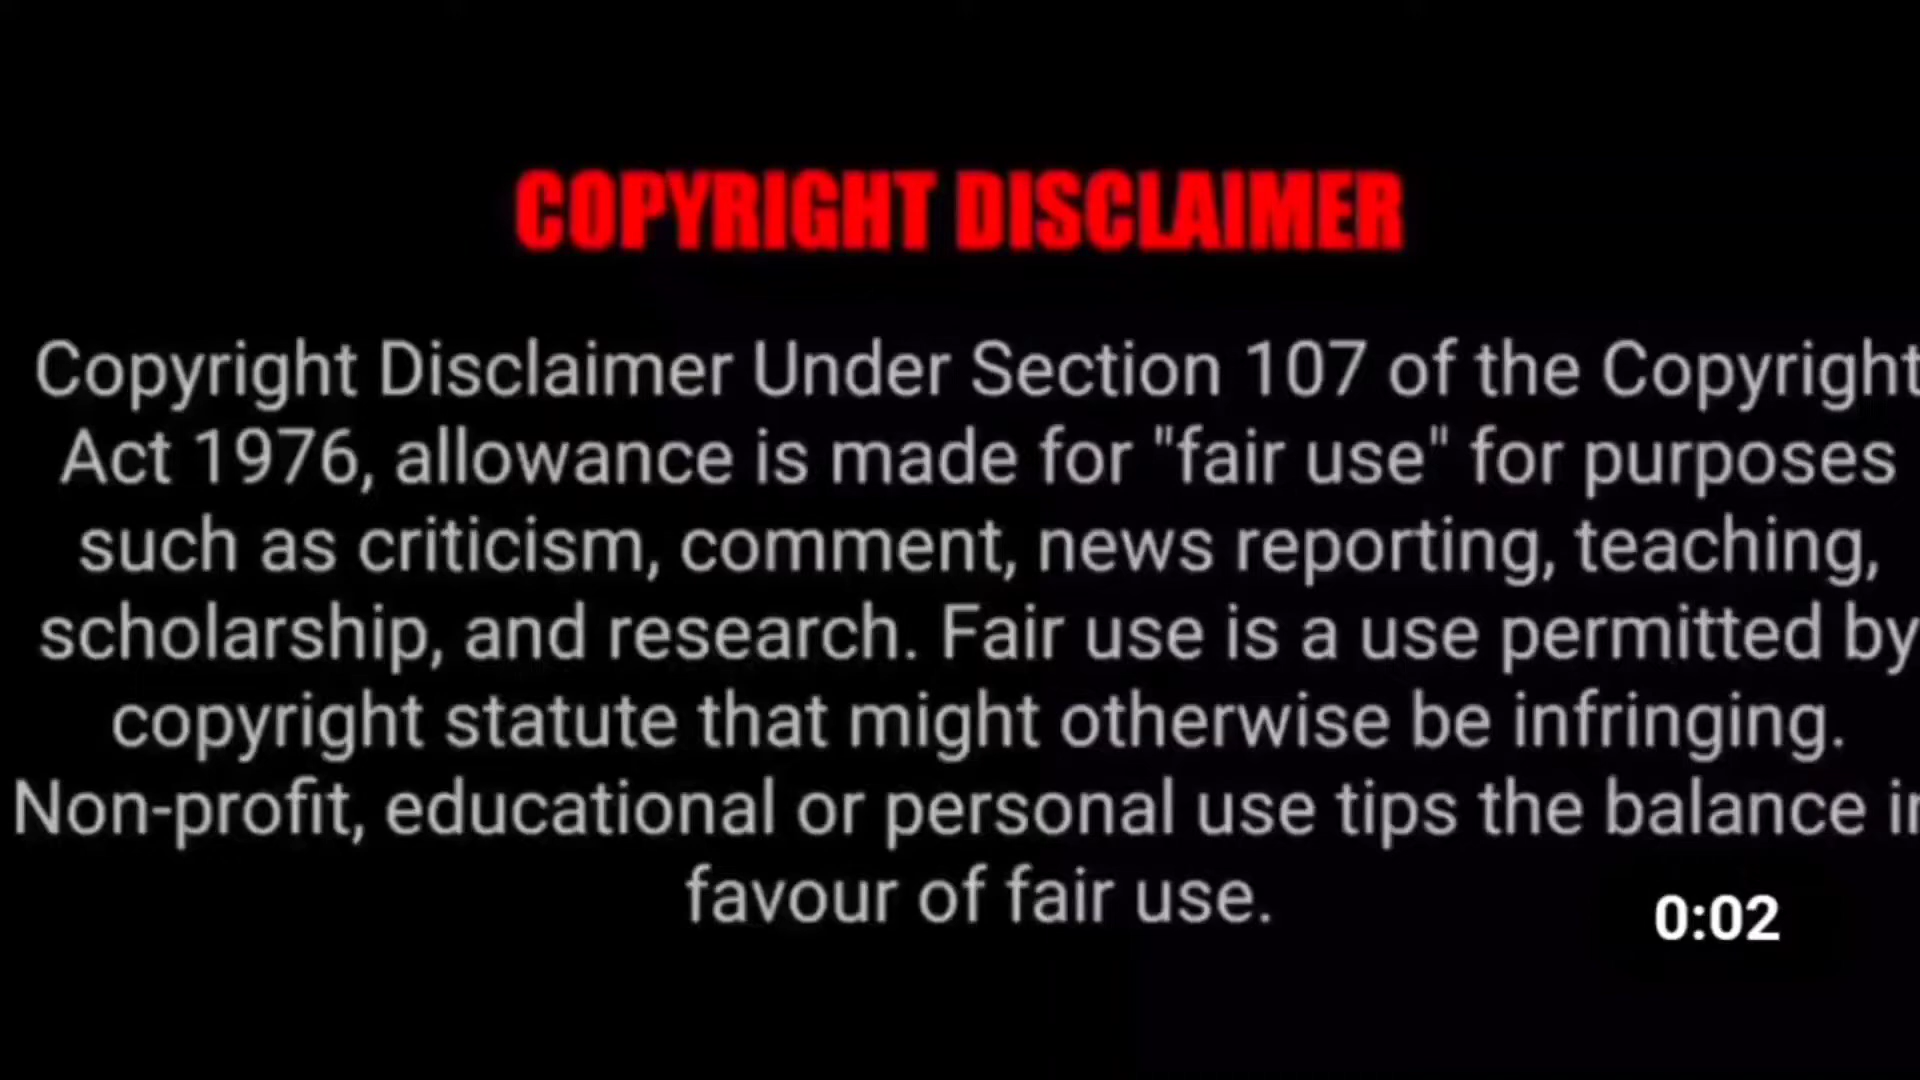 COPYRIGHT DISCLAIMER
Copyright Disclaimer Under Section 107 of the Copyright
Act 1976, allowance is made for "fair use" for purposes
such as criticism, comment, news reporting, teaching,
scholarship, and research. Fair use is a use permitted by
copyright statute that might otherwise be infringing.
Non-profit, educational or personal use tips the balance in
favour of fair use.
0:02